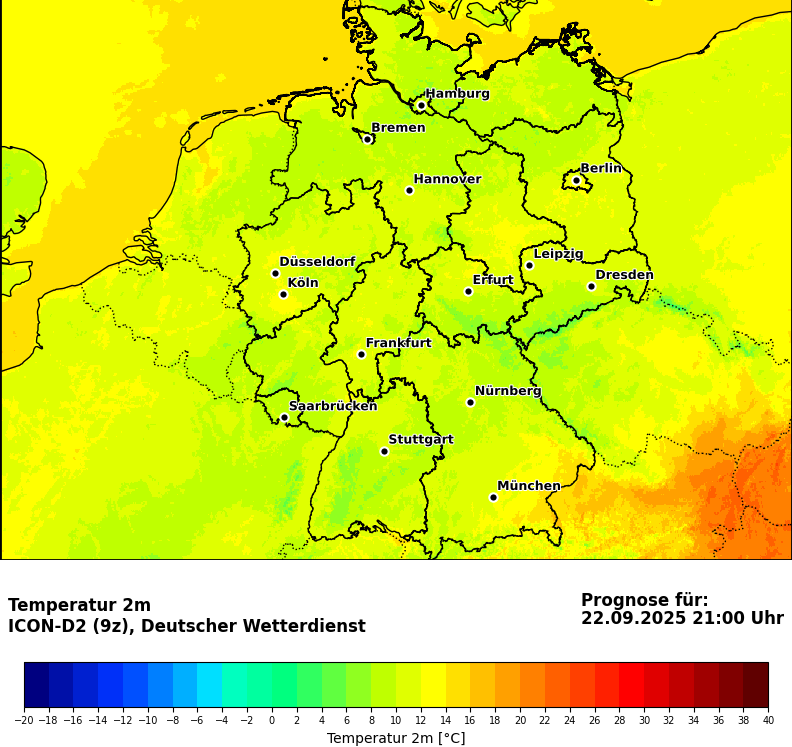 Hamburg
Bremen
Berlin
Hannover
Leipzig
Düsseldorf
Dresden
Köln
Erfurt
Frankfurt
Nürnberg
Saarbrücken
Stuttgart
München
Temperatur 2m
ICON-D2 (9z), Deutscher Wetterdienst
Prognose für:
22.09.2025 21:00 Uhr
−20 −18 −16 −14 −12 −10 −8 −6 −4 −2 0 2 4 6 8 10 12 14 16 18 20 22 24 26 28 30 32 34 36 38 40
Temperatur 2m [°C]